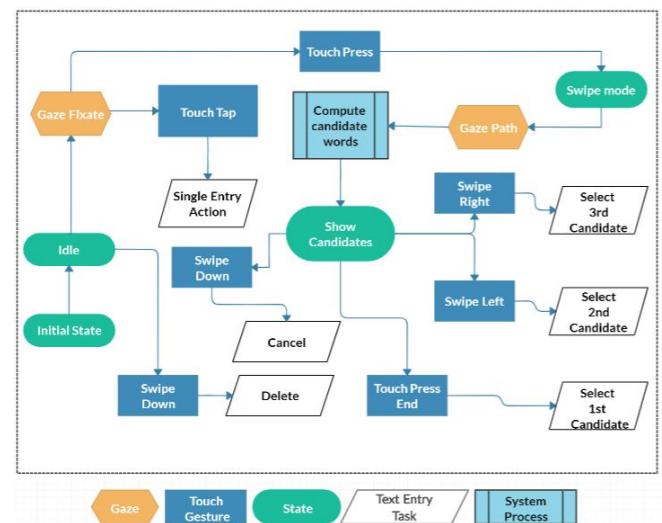 Touch Press
Gaze FIxate
Touch Tap
Compute
candidate
words
Gaze Path
Swipe mode
Single Entry
Action
Swipe
Right
Select
3rd
Candidate
Show
Candidates
Idle
Swipe
Down
Swipe Left
Select
2nd
Candidate
Initial State
Cancel
Swipe
Down
Delete
Touch Press
End
Select
1st
Candidate
Gaze
Touch
Gesture
State
Text Entry
Task
System
Process